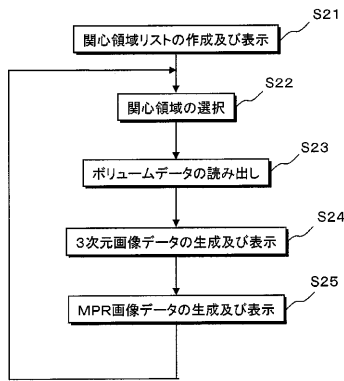 S21
関心領域リストの作成及び表示
S22
関心領域の選択
S23
ボリュームデータの読み出し
S24
3次元画像データの生成及び表示
S25
MPR画像データの生成及び表示